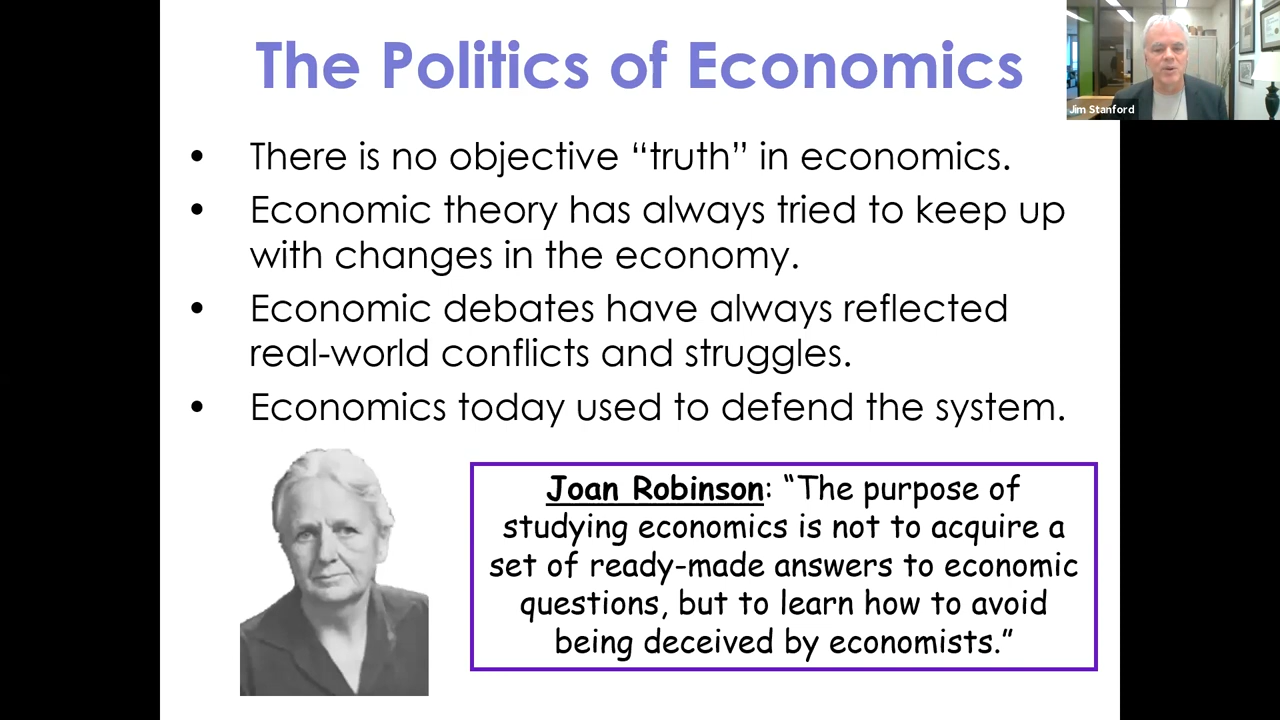 The Politics of Economics
Jim Stanford
• There is no objective “truth” in economics.
• Economic theory has always tried to keep up
with changes in the economy.
• Economic debates have always reflected
real-world conflicts and struggles.
• Economics today used to defend the system.
Joan Robinson: “The purpose of
studying economics is not to acquire a
set of ready-made answers to economic
questions, but to learn how to avoid
being deceived by economists.”